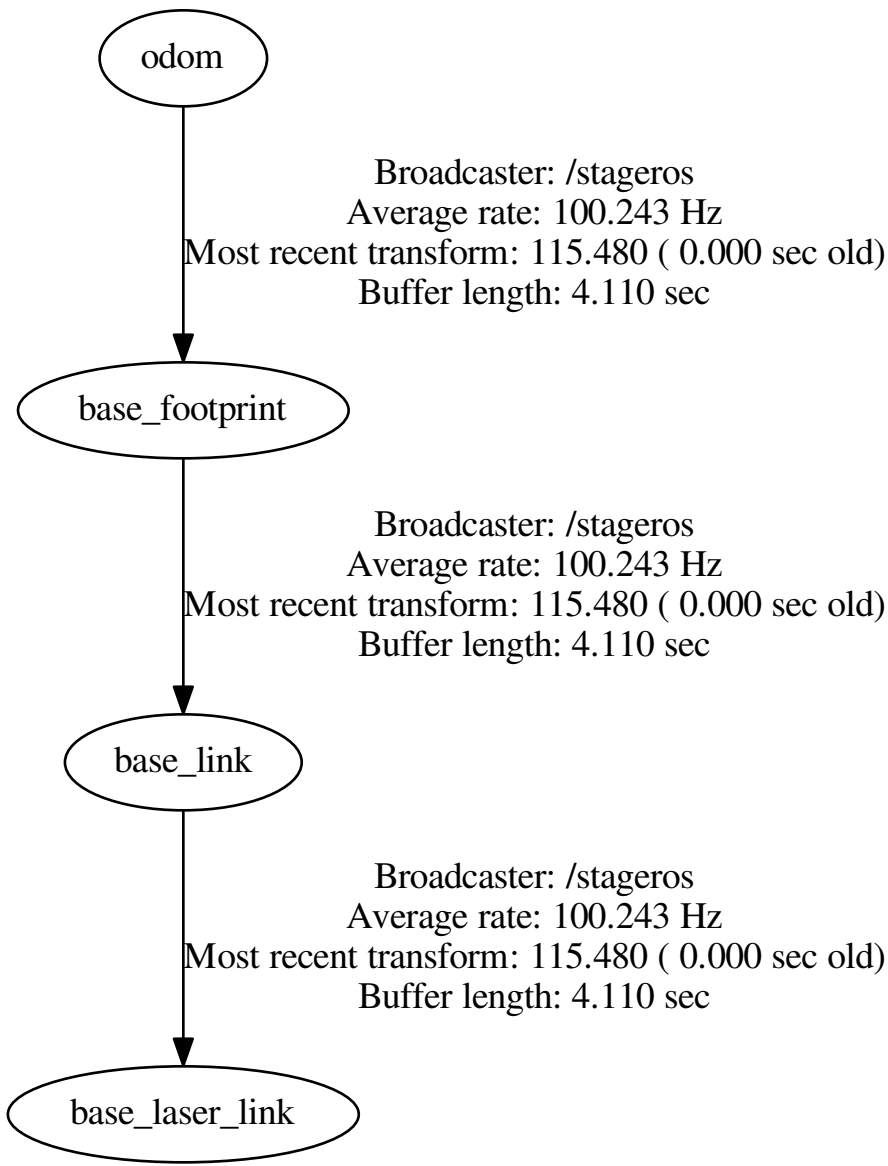 odom
Broadcaster: /stageros
Average rate: 100.243 Hz
Most recent transform: 115.480 ( 0.000 sec old)
Buffer length: 4.110 sec
base_footprint
Broadcaster: /stageros
Average rate: 100.243 Hz
Most recent transform: 115.480 ( 0.000 sec old)
Buffer length: 4.110 sec
base_link
Broadcaster: /stageros
Average rate: 100.243 Hz
Most recent transform: 115.480 ( 0.000 sec old)
Buffer length: 4.110 sec
base_laser_link